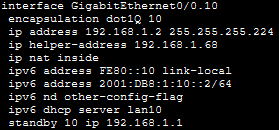 interface GigabitEthernet0/0.10
encapsulation dot1Q 10
ip address 192.168.1.2 255.255.255.224
ip helper-address 192.168.1.68
ip nat inside
ipv6 address FE80::10 link-local
ipv6 address 2001:DB8:1:10::2/64
ipv6 nd other-config-flag
ipv6 dhcp server lan10
standby 10 ip 192.168.1.1